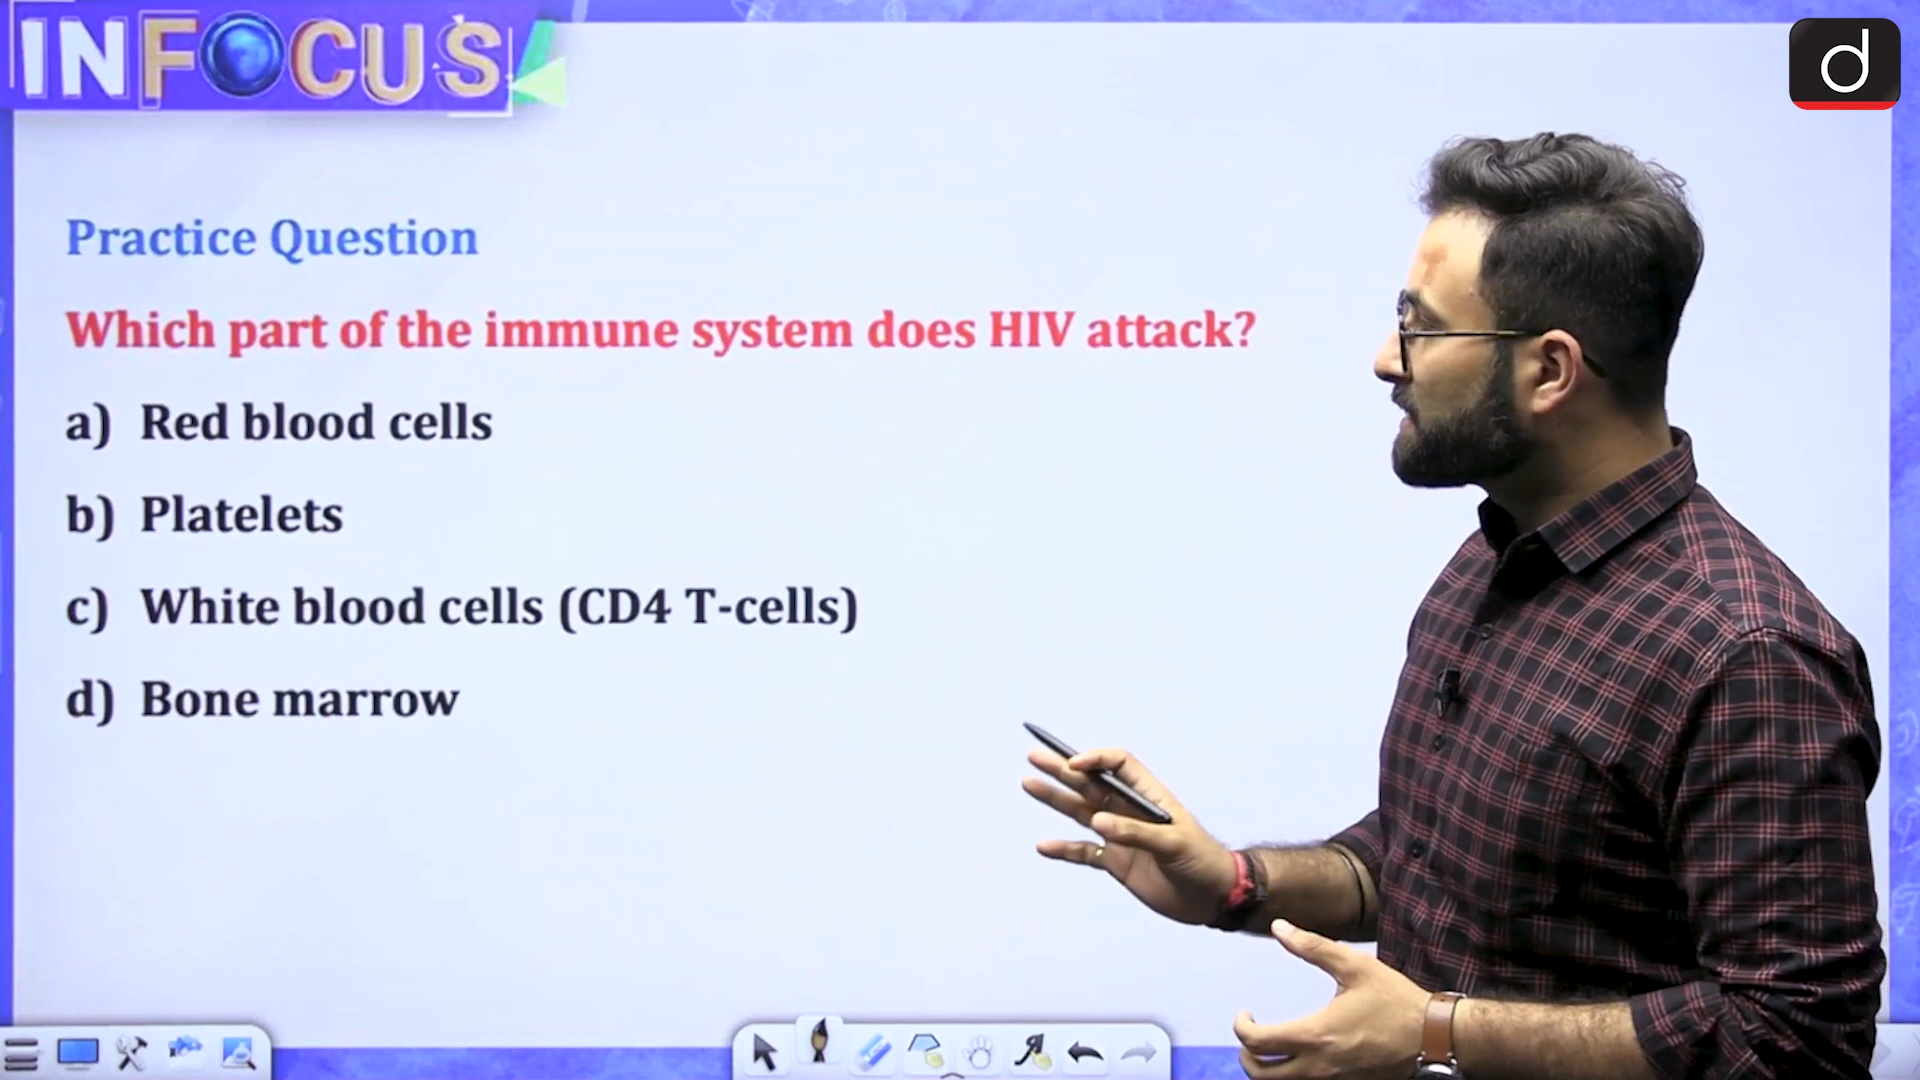 INFOCUS
d
Practice Question
Which part of the immune system does HIV attack?
a) Red blood cells
b) Platelets
c) White blood cells (CD4 T-cells)
d) Bone marrow